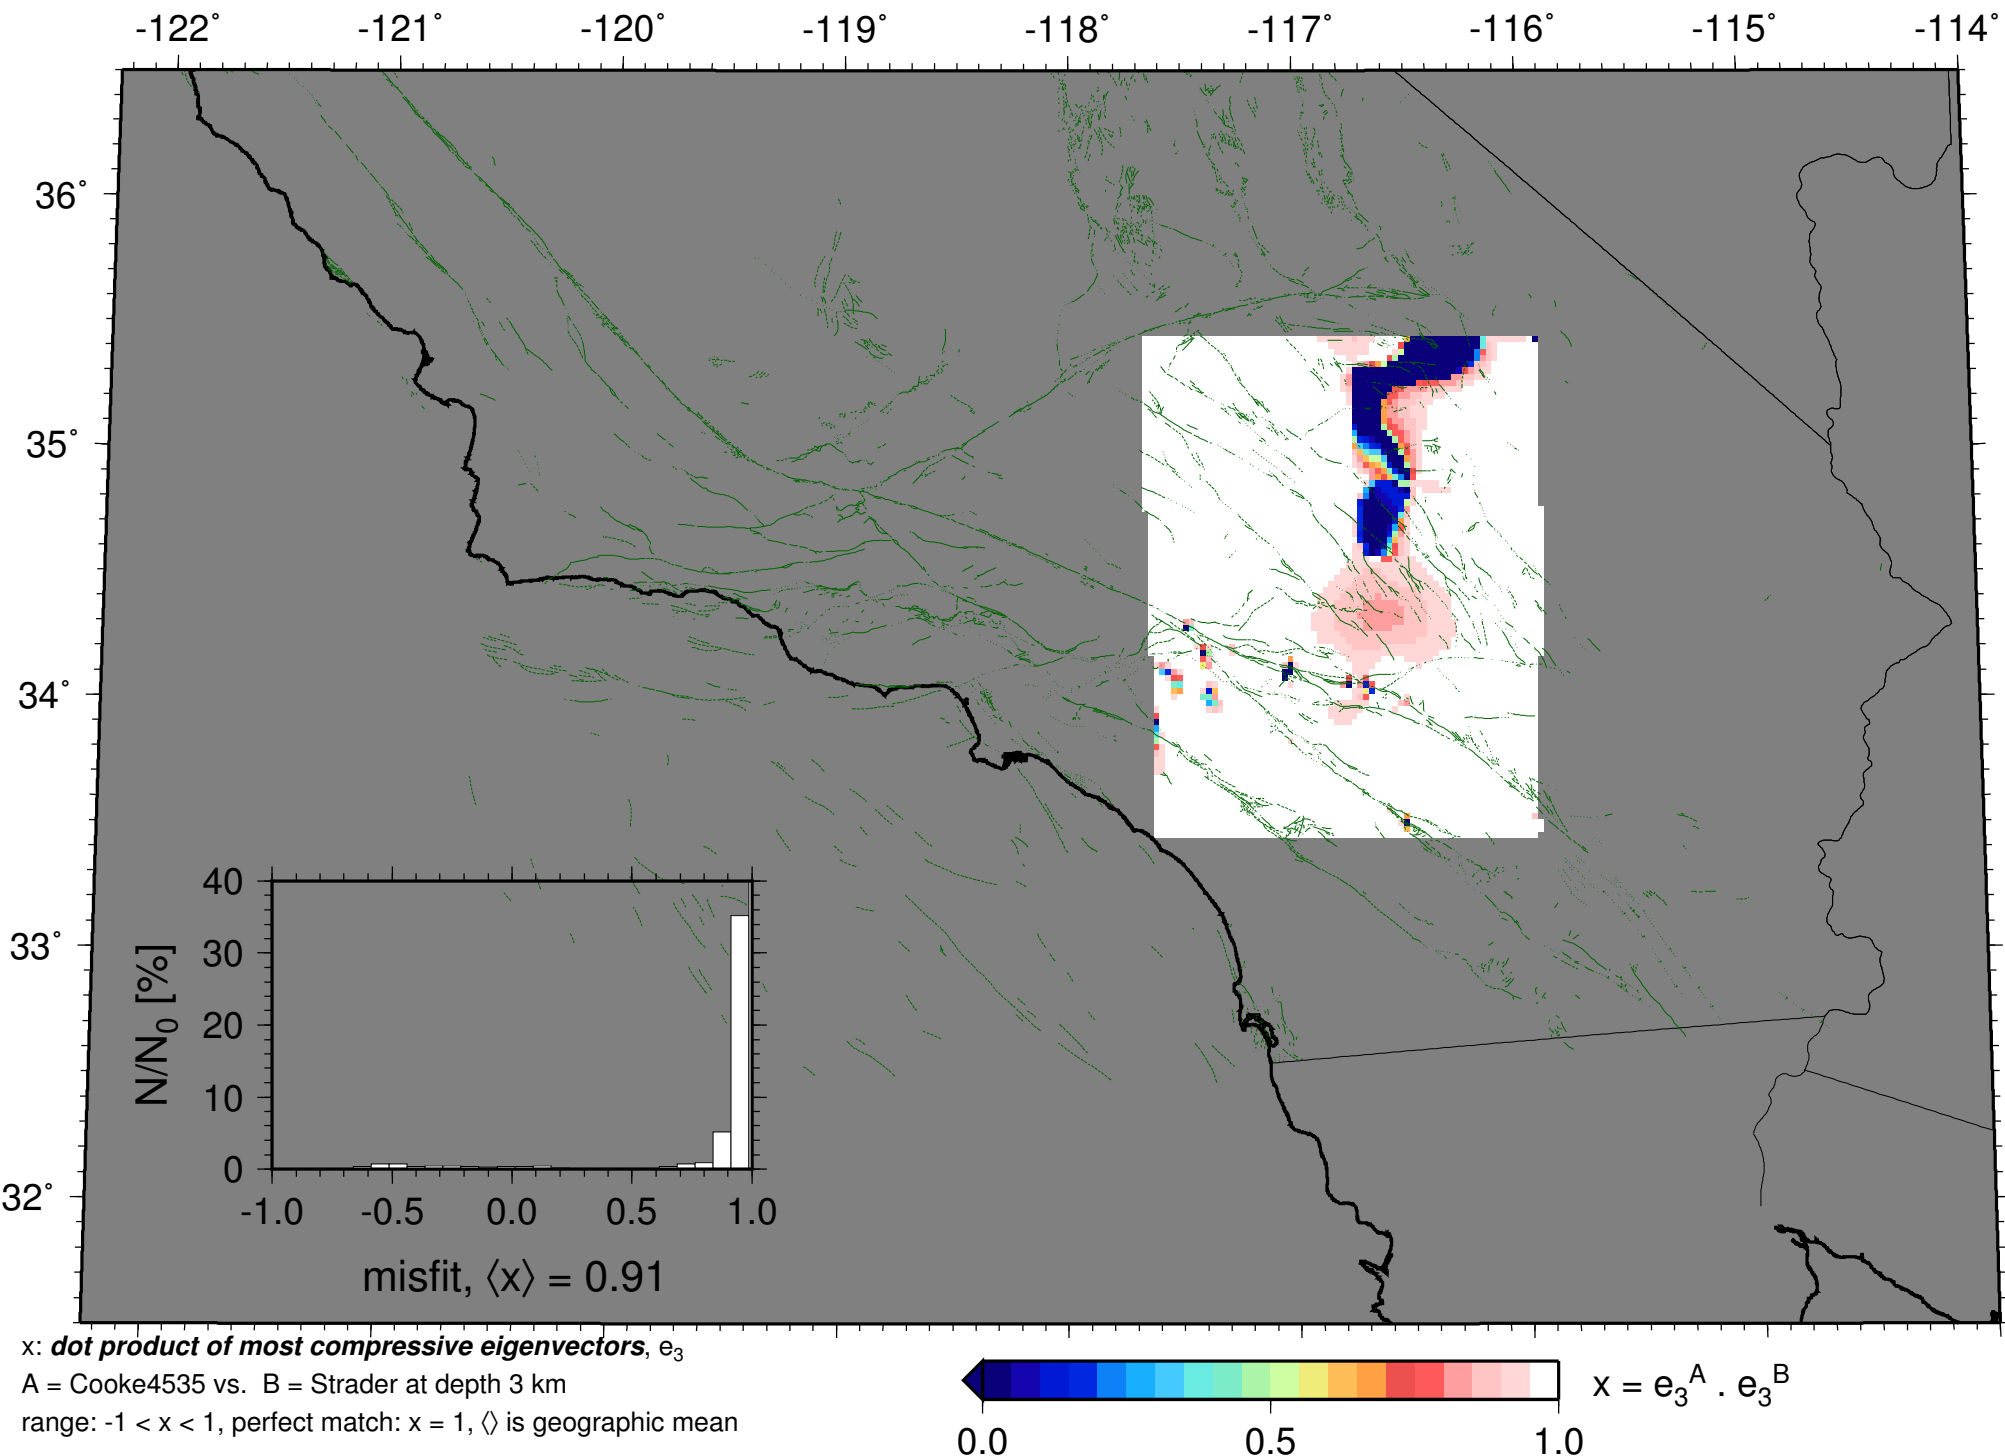 -122° -121° -120° -119° -118° -117° -116° -115° -114°
36°
35°
34°
33°
32°
40
30
20
10
0
N/N0 [%]
-1.0 -0.5 0.0 0.5 1.0
misfit, ⟨x⟩ = 0.91
x: dot product of most compressive eigenvectors, e3
A = Cooke4535 vs. B = Strader at depth 3 km
range: -1 < x < 1, perfect match: x = 1, ⟨⟩ is geographic mean
x = e3^A . e3^B
0.0 0.5 1.0